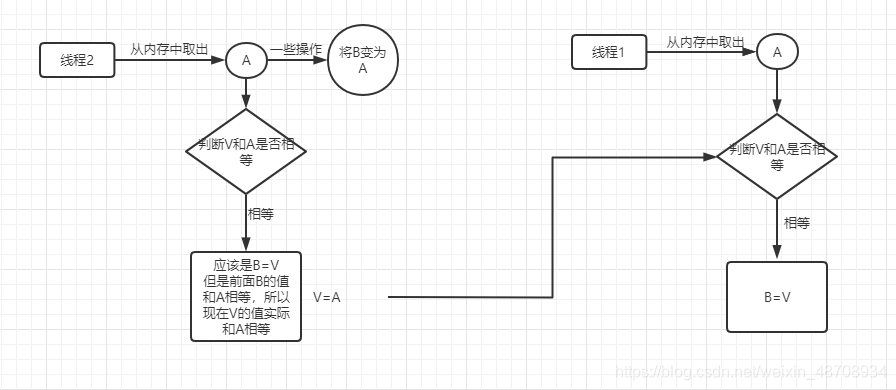 线程2
从内存中取出
A
一些操作
将B变为
A
判断V和A是否相
等
相等
应该是B=V
但是前面B的值
和A相等，所以
现在V的值实际
和A相等
V=A
线程1
从内存中取出
A
判断V和A是否相
等
相等
B=V
https://blog.csdn.net/weixin_48708934